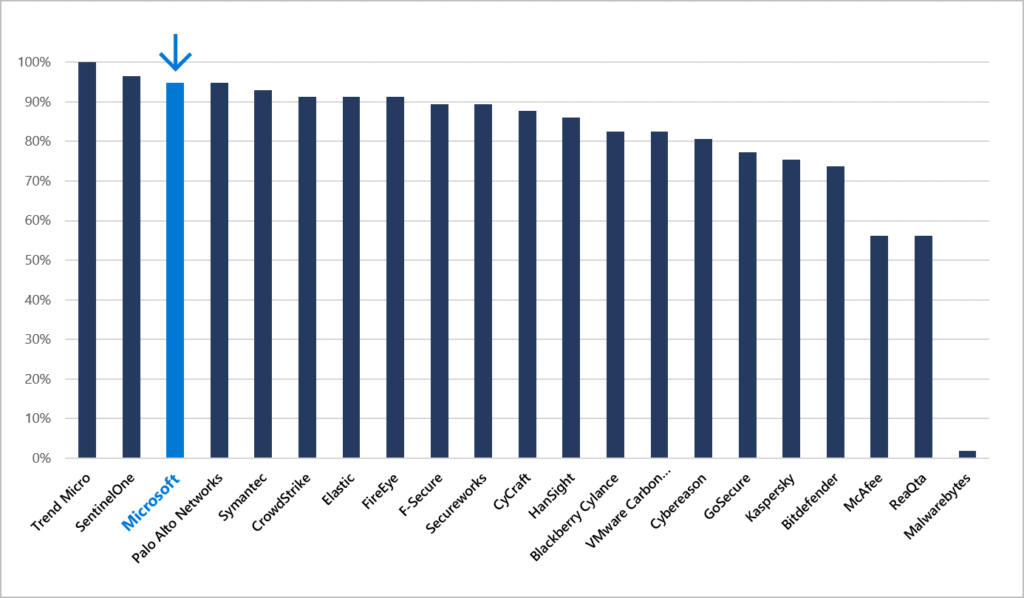 100%
90%
80%
70%
60%
50%
40%
30%
20%
10%
0%
Trend Micro
SentinelOne
Microsoft
Palo Alto Networks
Symantec
CrowdStrike
Elastic
FireEye
F-Secure
Secureworks
CyCraft
HanSight
Blackberry Cylance
VMware Carbon...
Cybereason
GoSecure
Kaspersky
Bitdefender
McAfee
ReaQta
Malwarebytes